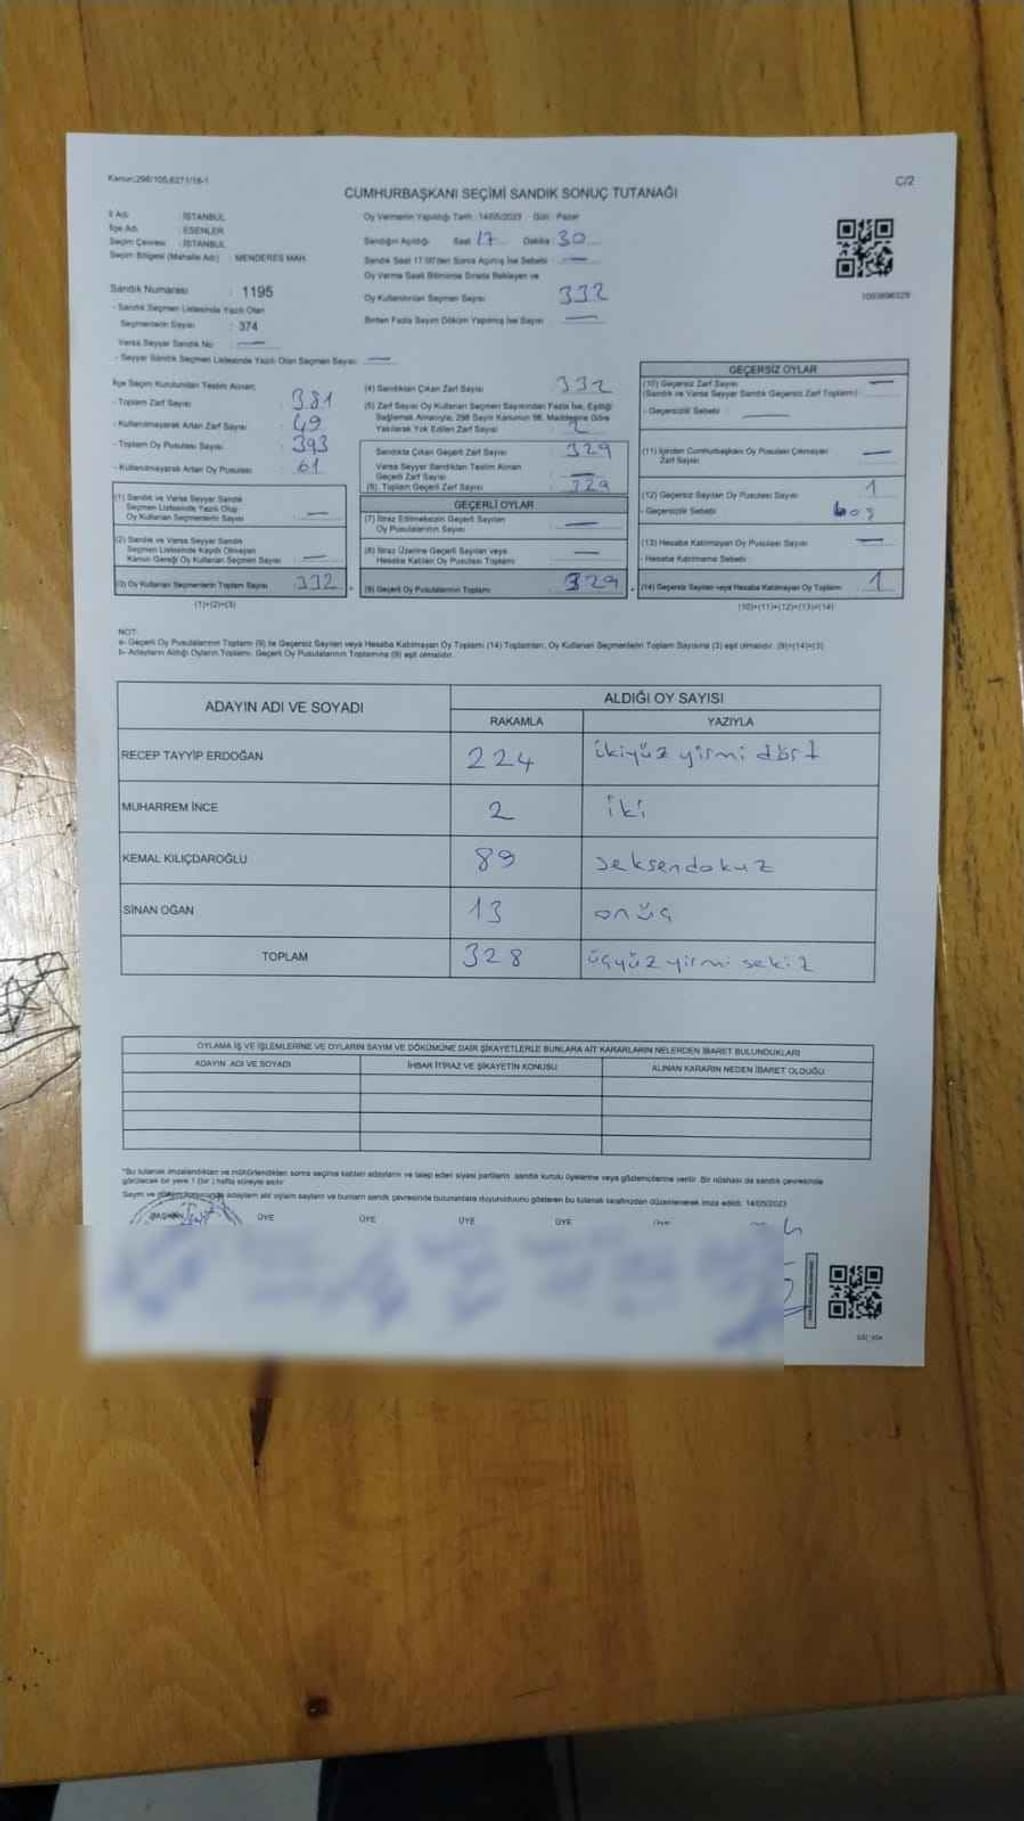 Kanun:298/105,6271/16-1
C/2
CUMHURBAŞKANI SEÇİMİ SANDIK SONUÇ TUTANAĞI
İl Adı : İSTANBUL
İlçe Adı : ESENLER
Seçim Çevresi : İSTANBUL
Seçim Bölgesi (Mahalle Adı) : MENDERES MAH.
Sandık Numarası : 1195
- Sandık Seçmen Listesinde Yazılı Olan
Seçmenlerin Sayısı : 374
Varsa Seyyar Sandık No : —
- Seyyar Sandık Seçmen Listesinde Yazılı Olan Seçmen Sayısı —
Oy Vermenin Yapıldığı Tarih : 14/05/2023 Gün : Pazar
Sandığın Açıldığı Saat 17 Dakika : 30
Sandık Saat 17.00'den Sonra Açılmış İse Sebebi : —
Oy Verme Saati Bitiminde Sırada Bekleyen ve
Oy Kullandırılan Seçmen Sayısı : 332
Birden Fazla Sayım Döküm Yapılmış İse Sayısı : —
1093896329
İlçe Seçim Kurulundan Teslim Alınan;
- Toplam Zarf Sayısı : 381
- Kullanılmayarak Artan Zarf Sayısı : 49
- Toplam Oy Pusulası Sayısı : 393
- Kullanılmayarak Artan Oy Pusulası : 61
(1) Sandık ve Varsa Seyyar Sandık
Seçmen Listesinde Yazılı Olup
Oy Kullanan Seçmenlerin Sayısı : —
(2) Sandık ve Varsa Seyyar Sandık
Seçmen Listesinde Kayıtlı Olmayan
Kanun Gereği Oy Kullanan Seçmen Sayısı : —
(3) Oy Kullanan Seçmenlerin Toplam Sayısı : 332
(1)+(2)=(3)
(4) Sandıktan Çıkan Zarf Sayısı : 332
(5) Zarf Sayısı Oy Kullanan Seçmen Sayısından Fazla İse, Eşitliği
Sağlamak Amacıyla, 298 Sayılı Kanunun 98. Maddesine Göre
Yakılarak Yok Edilen Zarf Sayısı : 2
Sandıkta Çıkan Geçerli Zarf Sayısı : 329
Varsa Seyyar Sandıktan Teslim Alınan
Geçerli Zarf Sayısı : —
(6). Toplam Geçerli Zarf Sayısı : 329
GEÇERLİ OYLAR
(7) İtiraz Edilmeksizin Geçerli Sayılan
Oy Pusulalarının Sayısı : —
(8) İtiraz Üzerine Geçerli Sayılan veya
Hesaba Katılan Oy Pusulası Toplamı : —
(9) Geçerli Oy Pusulalarının Toplamı : 329
GEÇERSİZ OYLAR
(10) Geçersiz Zarf Sayısı : —
(Sandık ve Varsa Seyyar Sandık Geçersiz Zarf Toplamı)
- Geçersizlik Sebebi : —
(11) İçinden Cumhurbaşkanı Oy Pusulası Çıkmayan
Zarf Sayısı : —
(12) Geçersiz Sayılan Oy Pusulası Sayısı : 1
- Geçersizlik Sebebi : boş
(13) Hesaba Katılmayan Oy Pusulası Sayısı : —
- Hesaba Katılmama Sebebi :
(14) Geçersiz Sayılan veya Hesaba Katılmayan Oy Toplamı : 1
(10)+(11)+(12)+(13)=(14)
NOT:
a- Geçerli Oy Pusulalarının Toplamı (9) ile Geçersiz Sayılan veya Hesaba Katılmayan Oy Toplamı (14) Toplamları, Oy Kullanan Seçmenlerin Toplam Sayısına (3) eşit olmalıdır. (9)+(14)=(3)
b- Adayların Aldığı Oyların Toplamı, Geçerli Oy Pusulalarının Toplamına (9) eşit olmalıdır.
ADAYIN ADI VE SOYADI ALDIĞI OY SAYISI
RAKAMLA YAZIYLA
RECEP TAYYİP ERDOĞAN 224 ikiyüz yirmi dört
MUHARREM İNCE 2 iki
KEMAL KILIÇDAROĞLU 89 seksendokuz
SİNAN OĞAN 13 onüç
TOPLAM 328 üçyüz yirmi sekiz
OYLAMA İŞ VE İŞLEMLERİNE VE OYLARIN SAYIM VE DÖKÜMÜNE DAİR ŞİKAYETLERLE BUNLARA AİT KARARLARIN NELERDEN İBARET BULUNDUKLARI
ADAYIN ADI VE SOYADI İHBAR İTİRAZ VE ŞİKAYETİN KONUSU ALINAN KARARIN NEDEN İBARET OLDUĞU
*Bu tutanak imzalandıktan ve mühürlendikten sonra seçime katılan adayların ve talep eden siyasi partilerin sandık kurulu üyelerine veya gözlemcilerine verilir. Bir nüshası da sandık çevresinde
görülecek bir yere 1 (bir ) hafta süreyle asılır.
Sayım ve döküm sonucunda adayların alıp oyların sayılarını ve bunların sandık çevresinde bulunanlara duyurulduğunu gösteren bu tutanak tarafımızdan düzenlenerek imza edildi. 14/05/2023
BAŞKAN ÜYE ÜYE ÜYE ÜYE